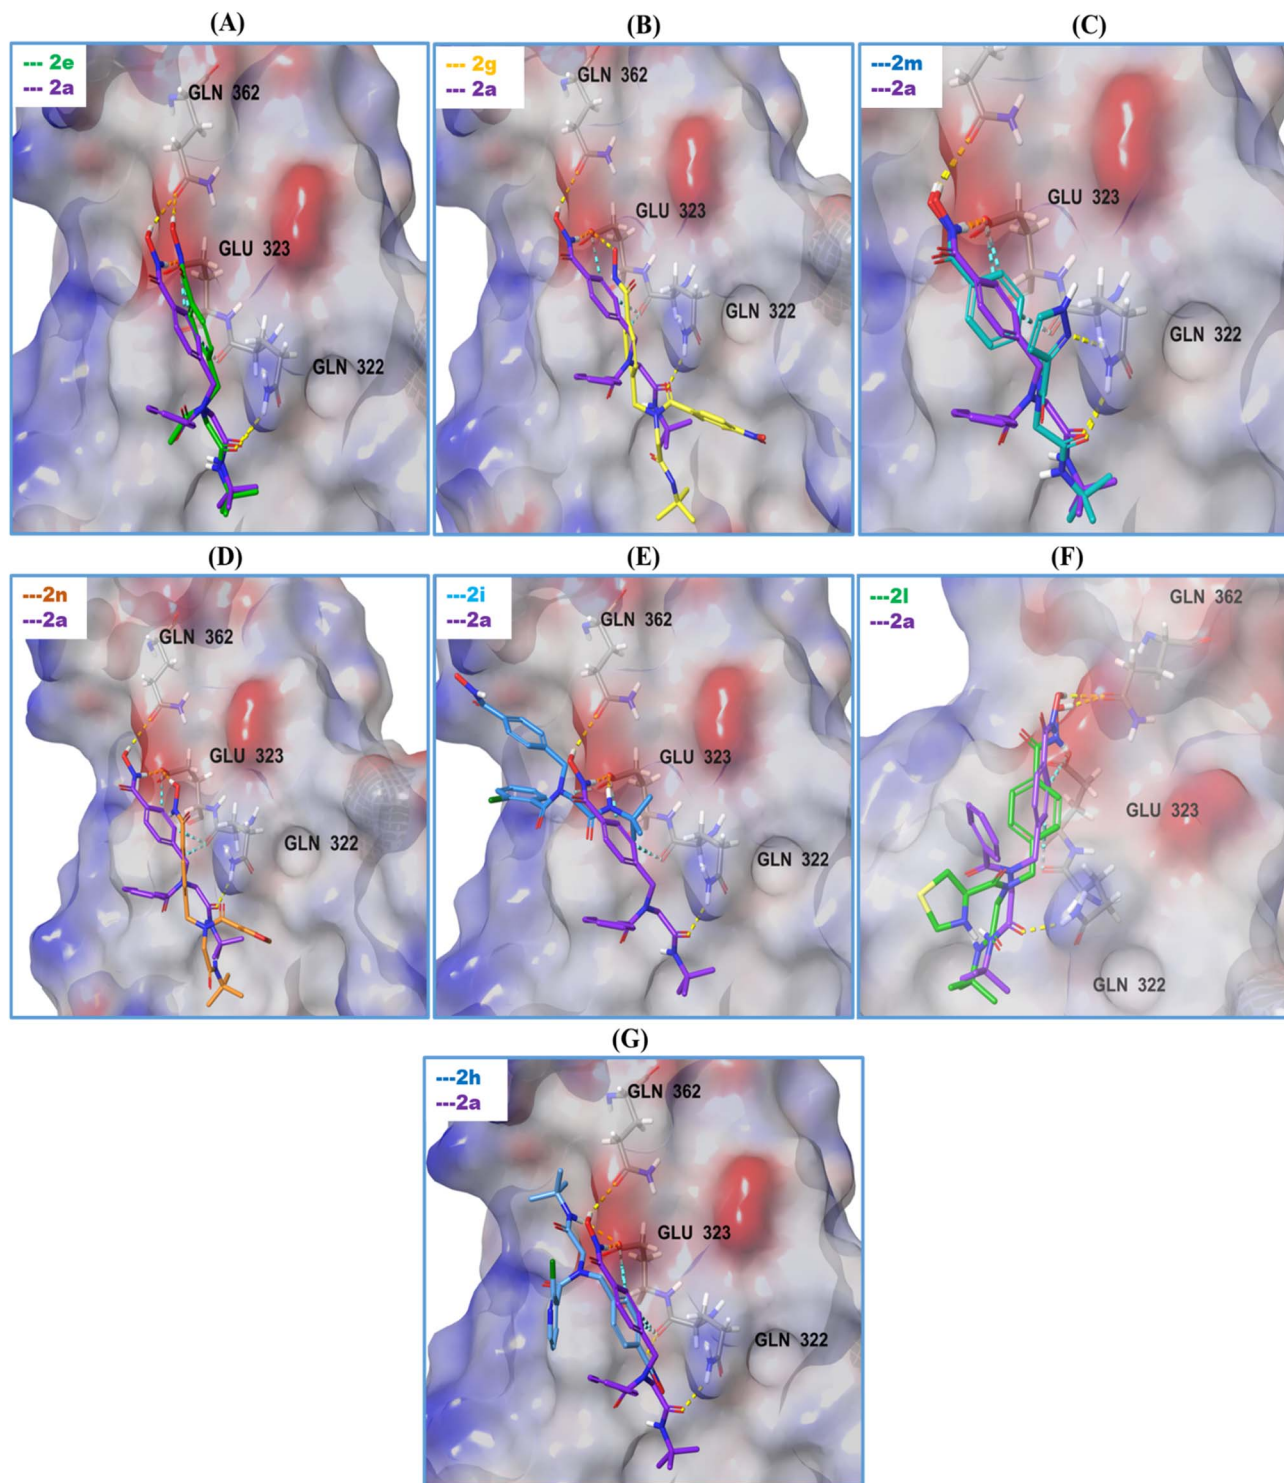 (A)
--- 2e
--- 2a
GLN 362
GLU 323
GLN 322
(B)
--- 2g
--- 2a
GLN 362
GLU 323
GLN 322
(C)
---2m
---2a
GLU 323
GLN 322
(D)
---2n
---2a
GLN 362
GLU 323
GLN 322
(E)
---2i
---2a
GLN 362
GLU 323
GLN 322
(F)
---2l
---2a
GLN 362
GLU 323
GLN 322
(G)
---2h
---2a
GLN 362
GLU 323
GLN 322